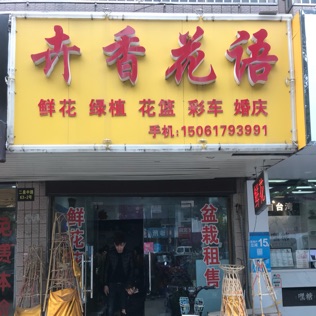 卉香花语
鲜花 绿植 花篮 彩车 婚庆
手机:15061793991
鲜花
盆栽租售